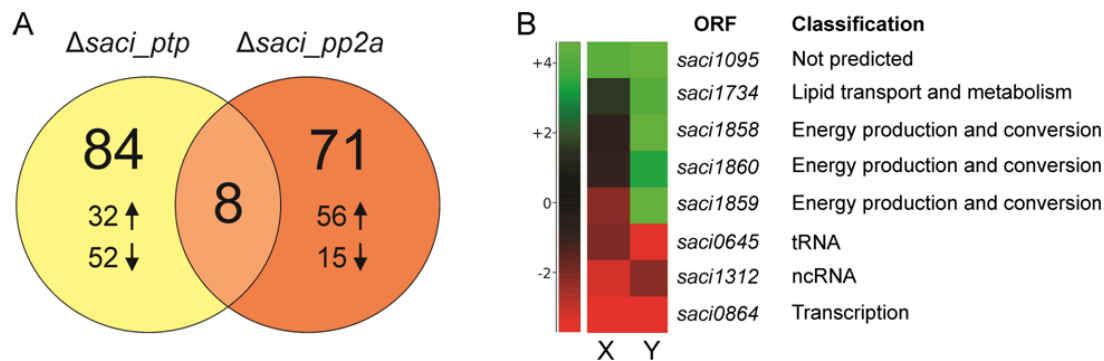 A
Δsaci_ptp
Δsaci_pp2a
84
8
71
32 ↑
52 ↓
56 ↑
15 ↓
B
ORF
Classification
+4
+2
0
-2
saci1095 Not predicted
saci1734 Lipid transport and metabolism
saci1858 Energy production and conversion
saci1860 Energy production and conversion
saci1859 Energy production and conversion
saci0645 tRNA
saci1312 ncRNA
saci0864 Transcription
X Y